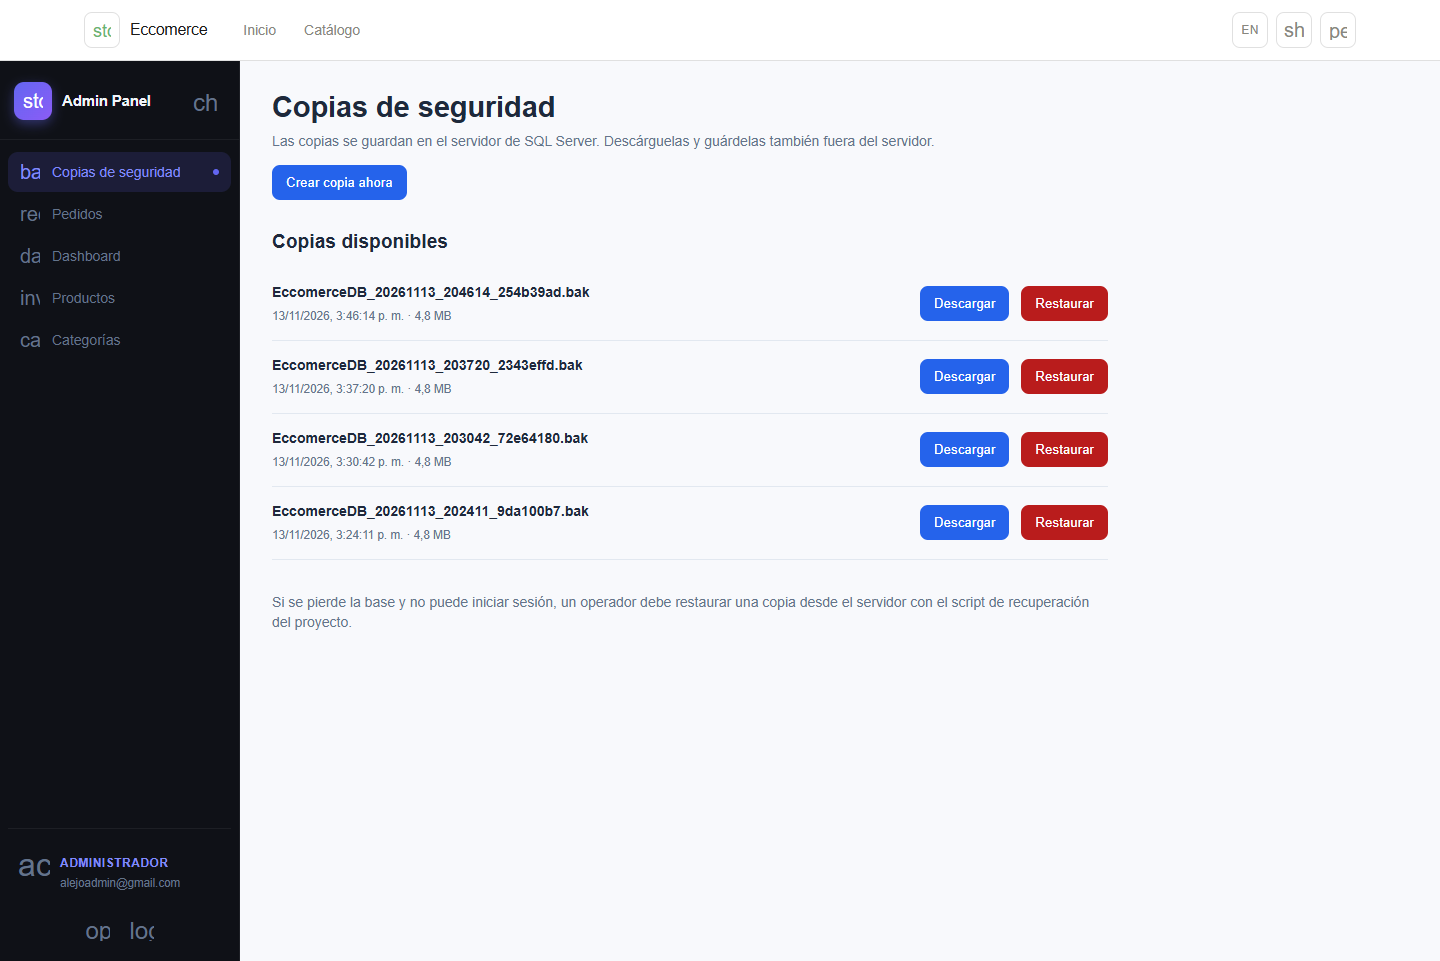 Eccomerce
Inicio
Catálogo
EN
sh
pe
Admin Panel
ch
ba
Copias de seguridad
Pedidos
da
Dashboard
Productos
ca
Categorías
ac
ADMINISTRADOR
alejoadmin@gmail.com
op
Copias de seguridad
Las copias se guardan en el servidor de SQL Server. Descárguelas y guárdelas también fuera del servidor.
Crear copia ahora
Copias disponibles
EccomerceDB_20261113_204614_254b39ad.bak
13/11/2026, 3:46:14 p. m. · 4,8 MB
Descargar
Restaurar
EccomerceDB_20261113_203720_2343effd.bak
13/11/2026, 3:37:20 p. m. · 4,8 MB
Descargar
Restaurar
EccomerceDB_20261113_203042_72e64180.bak
13/11/2026, 3:30:42 p. m. · 4,8 MB
Descargar
Restaurar
EccomerceDB_20261113_202411_9da100b7.bak
13/11/2026, 3:24:11 p. m. · 4,8 MB
Descargar
Restaurar
Si se pierde la base y no puede iniciar sesión, un operador debe restaurar una copia desde el servidor con el script de recuperación
del proyecto.